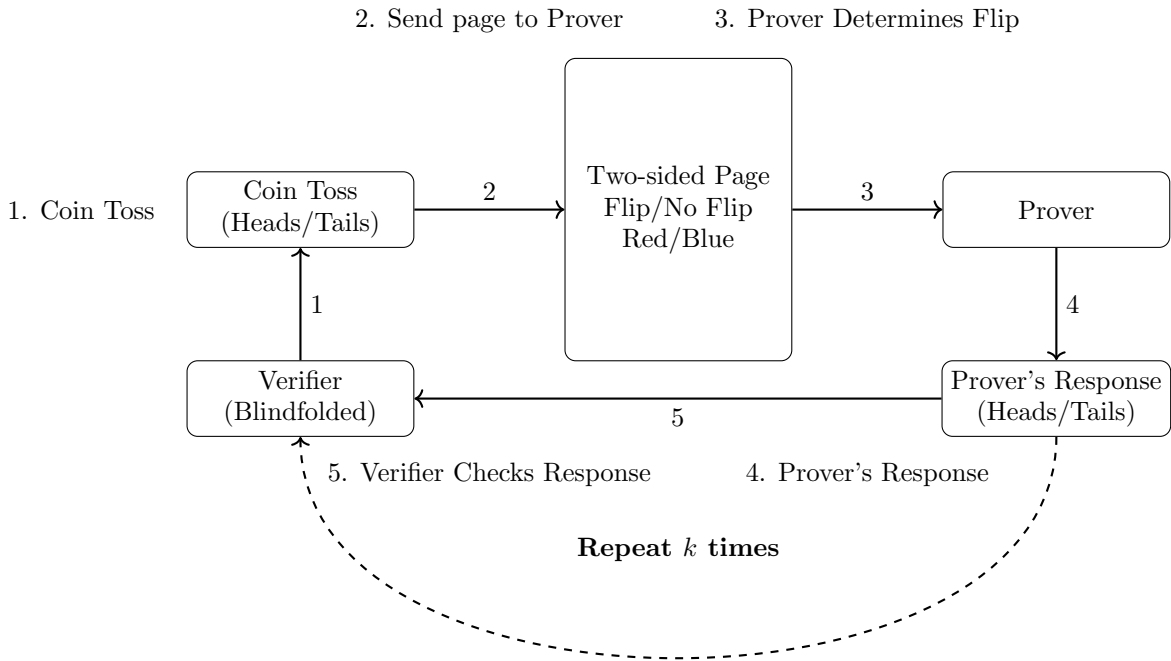 2. Send page to Prover
3. Prover Determines Flip
1. Coin Toss
Coin Toss
(Heads/Tails)
2
Two-sided Page
Flip/No Flip
Red/Blue
3
Prover
1
4
Verifier
(Blindfolded)
5
Prover's Response
(Heads/Tails)
5. Verifier Checks Response
4. Prover's Response
Repeat k times